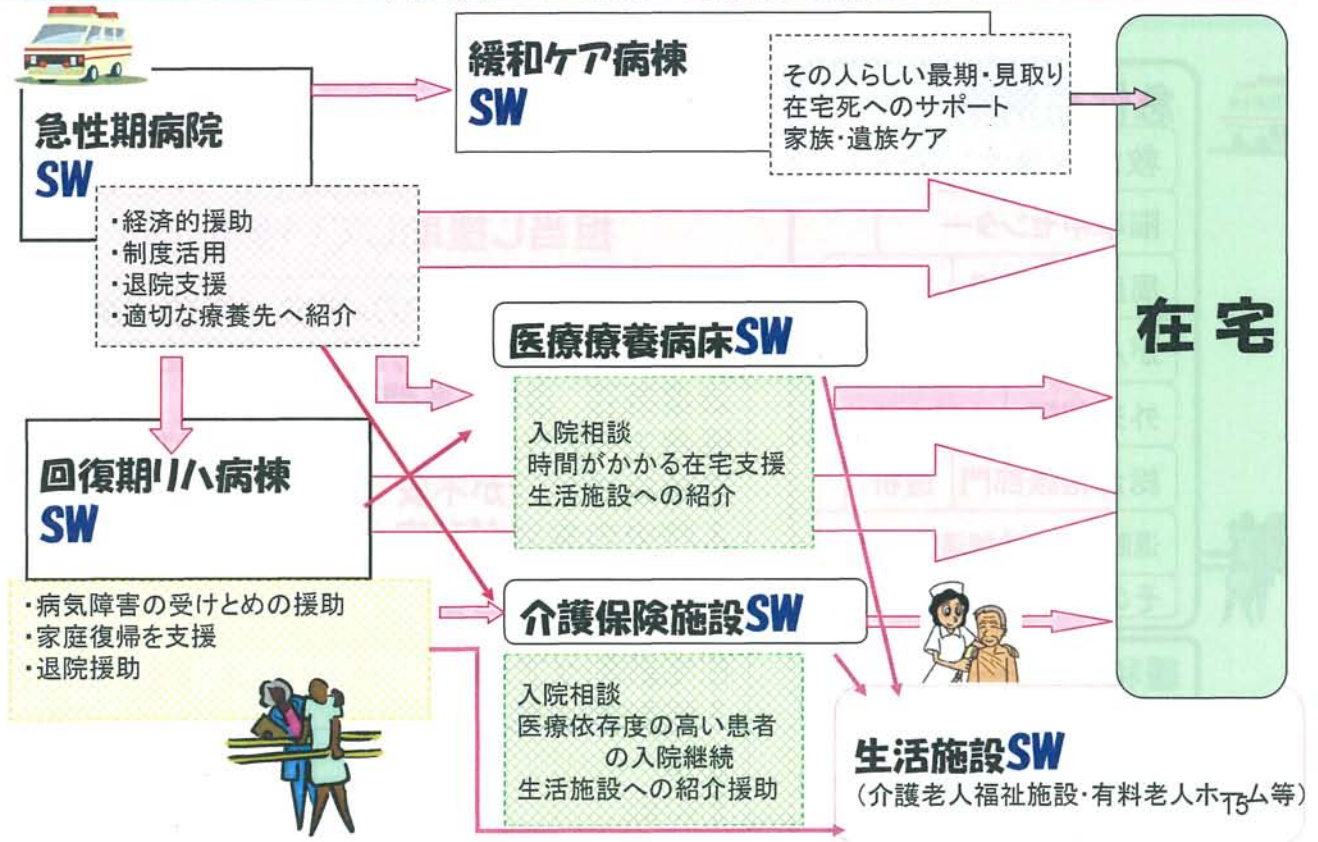 緩和ケア病棟
SW
その人らしい最期・見取り
在宅死へのサポート
家族・遺族ケア
急性期病院
SW
・経済的援助
・制度活用
・退院支援
・適切な療養先へ紹介
在宅
医療療養病床SW
入院相談
時間がかかる在宅支援
生活施設への紹介
回復期リハ病棟
SW
・病気障害の受けとめの援助
・家庭復帰を支援
・退院援助
介護保険施設SW
入院相談
医療依存度の高い患者
の入院継続
生活施設への紹介援助
生活施設SW
(介護老人福祉施設・有料老人ホーム等)
15